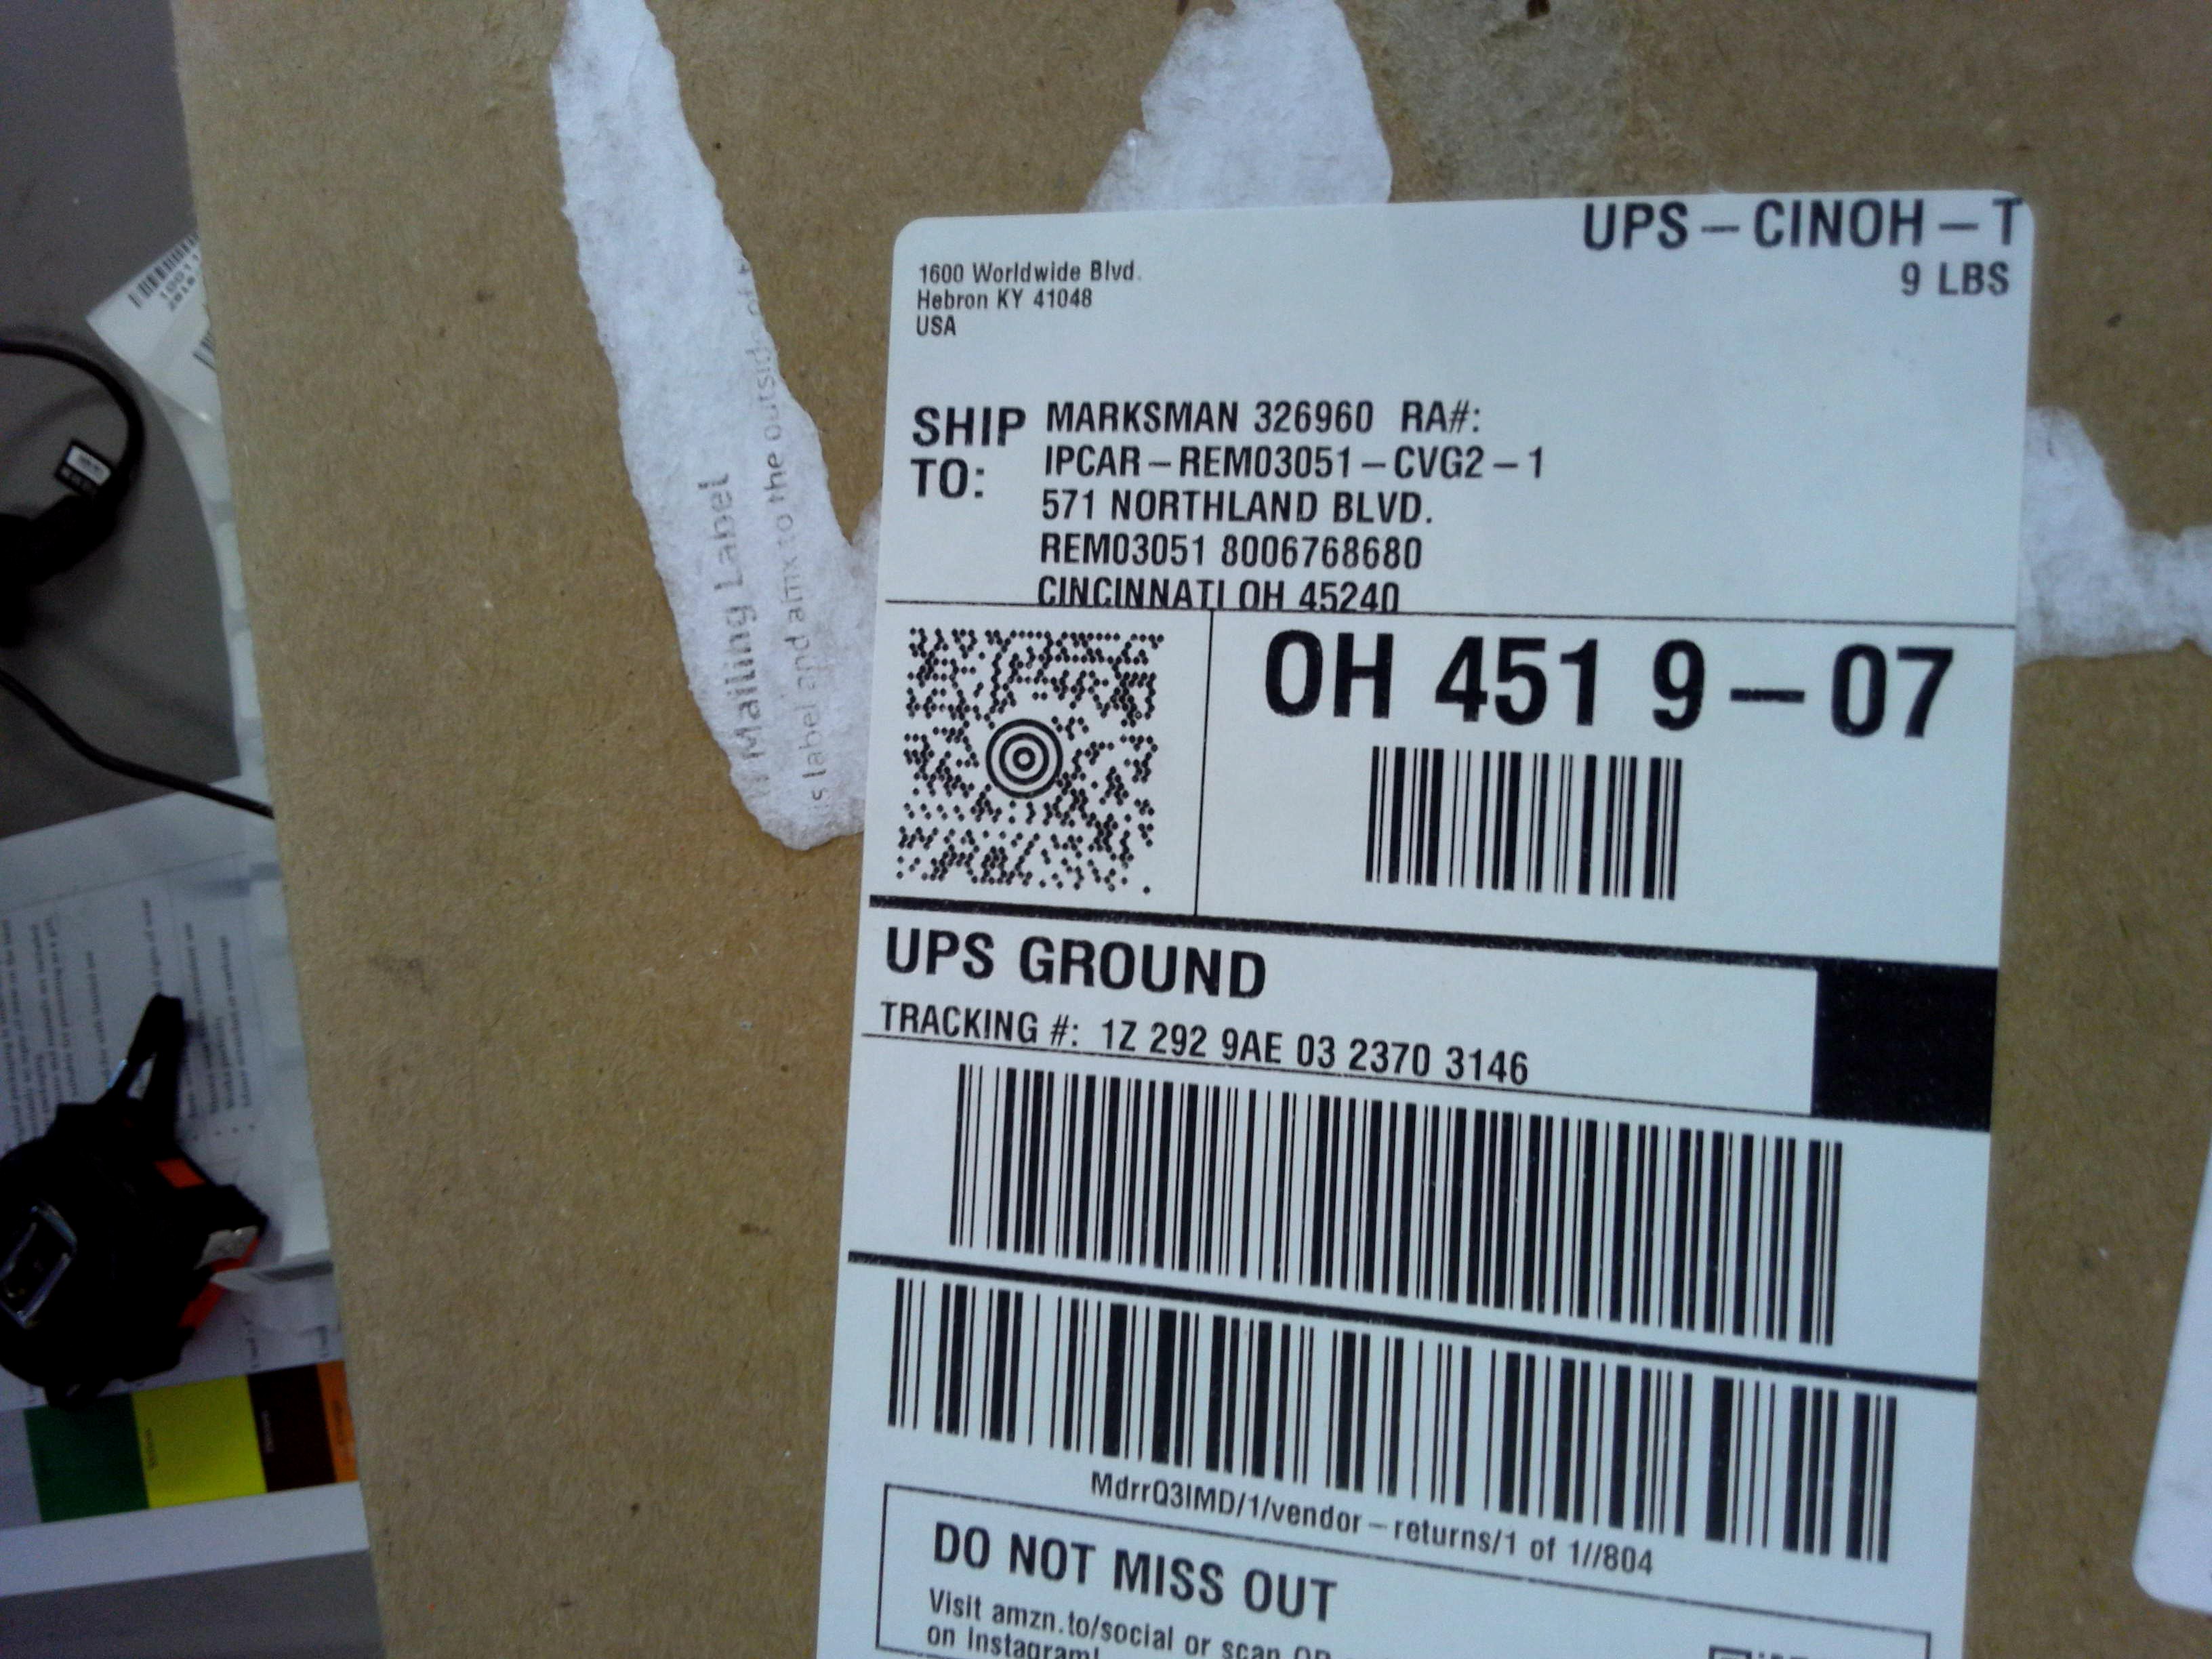 UPS – CINOH – T
9 LBS
1600 Worldwide Blvd.
Hebron KY 41048
USA
SHIP TO:
MARKSMAN 326960 RA#:
IPCAR – REM03051 – CVG2 – 1
571 NORTHLAND BLVD.
REM03051 8006768680
CINCINNATI OH 45240
OH 451 9 – 07
UPS GROUND
TRACKING #: 1Z 292 9AE 03 2370 3146
MdrrQ3IMD/1/vendor – returns/1 of 1//804
DO NOT MISS OUT
Visit amzn.to/social or scan QR
on Instagram!
Mailing Label
label and affix to the outside of